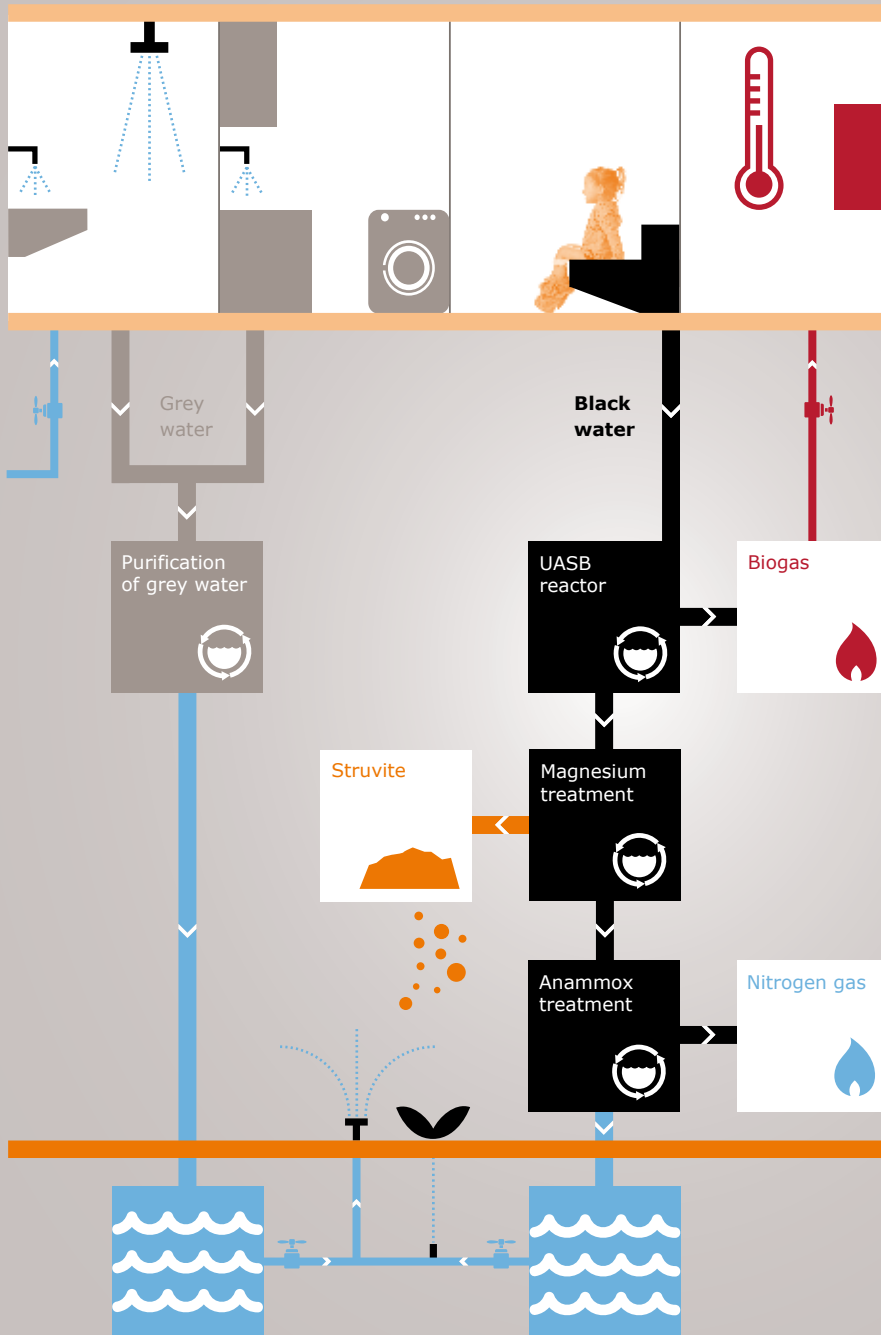 Grey
water
Black
water
Purification
of grey water
UASB
reactor
Biogas
Struvite
Magnesium
treatment
Anammox
treatment
Nitrogen gas